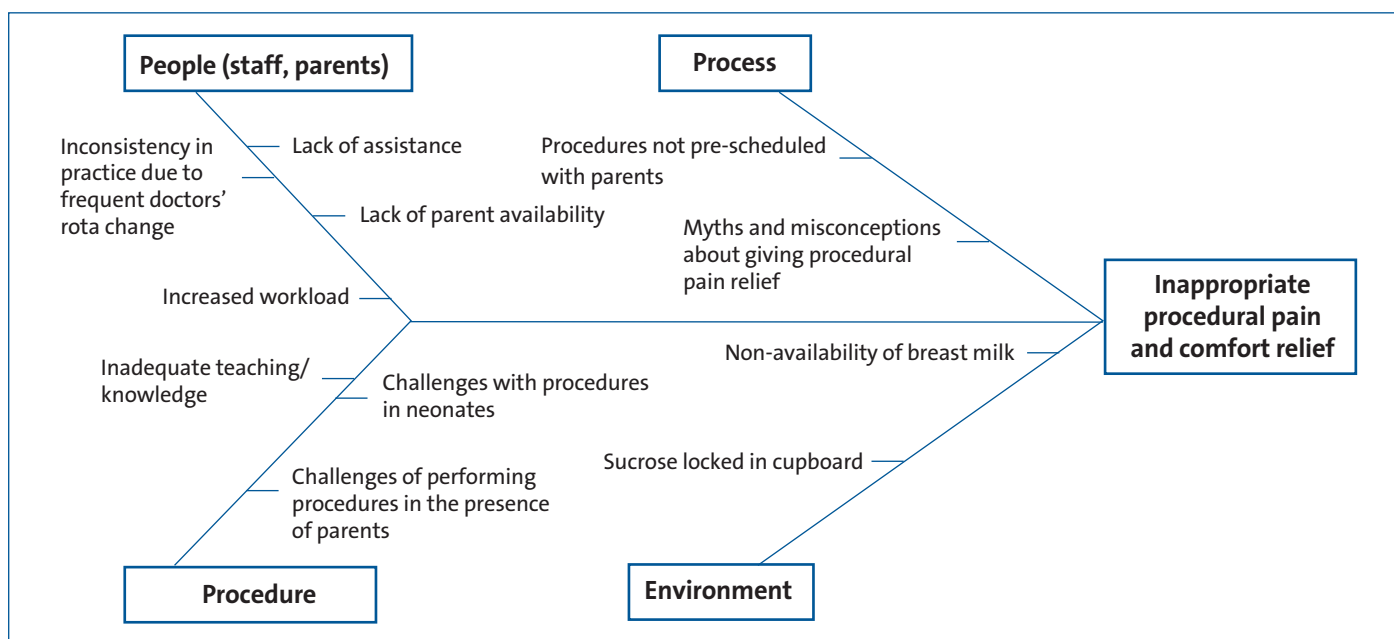 People (staff, parents)
Process
Inconsistency in
practice due to
frequent doctors’
rota change
Lack of assistance
Lack of parent availability
Increased workload
Procedures not pre-scheduled
with parents
Myths and misconceptions
about giving procedural
pain relief
Inappropriate
procedural pain
and comfort relief
Inadequate teaching/
knowledge
Challenges with procedures
in neonates
Challenges of performing
procedures in the presence
of parents
Non-availability of breast milk
Sucrose locked in cupboard
Procedure
Environment